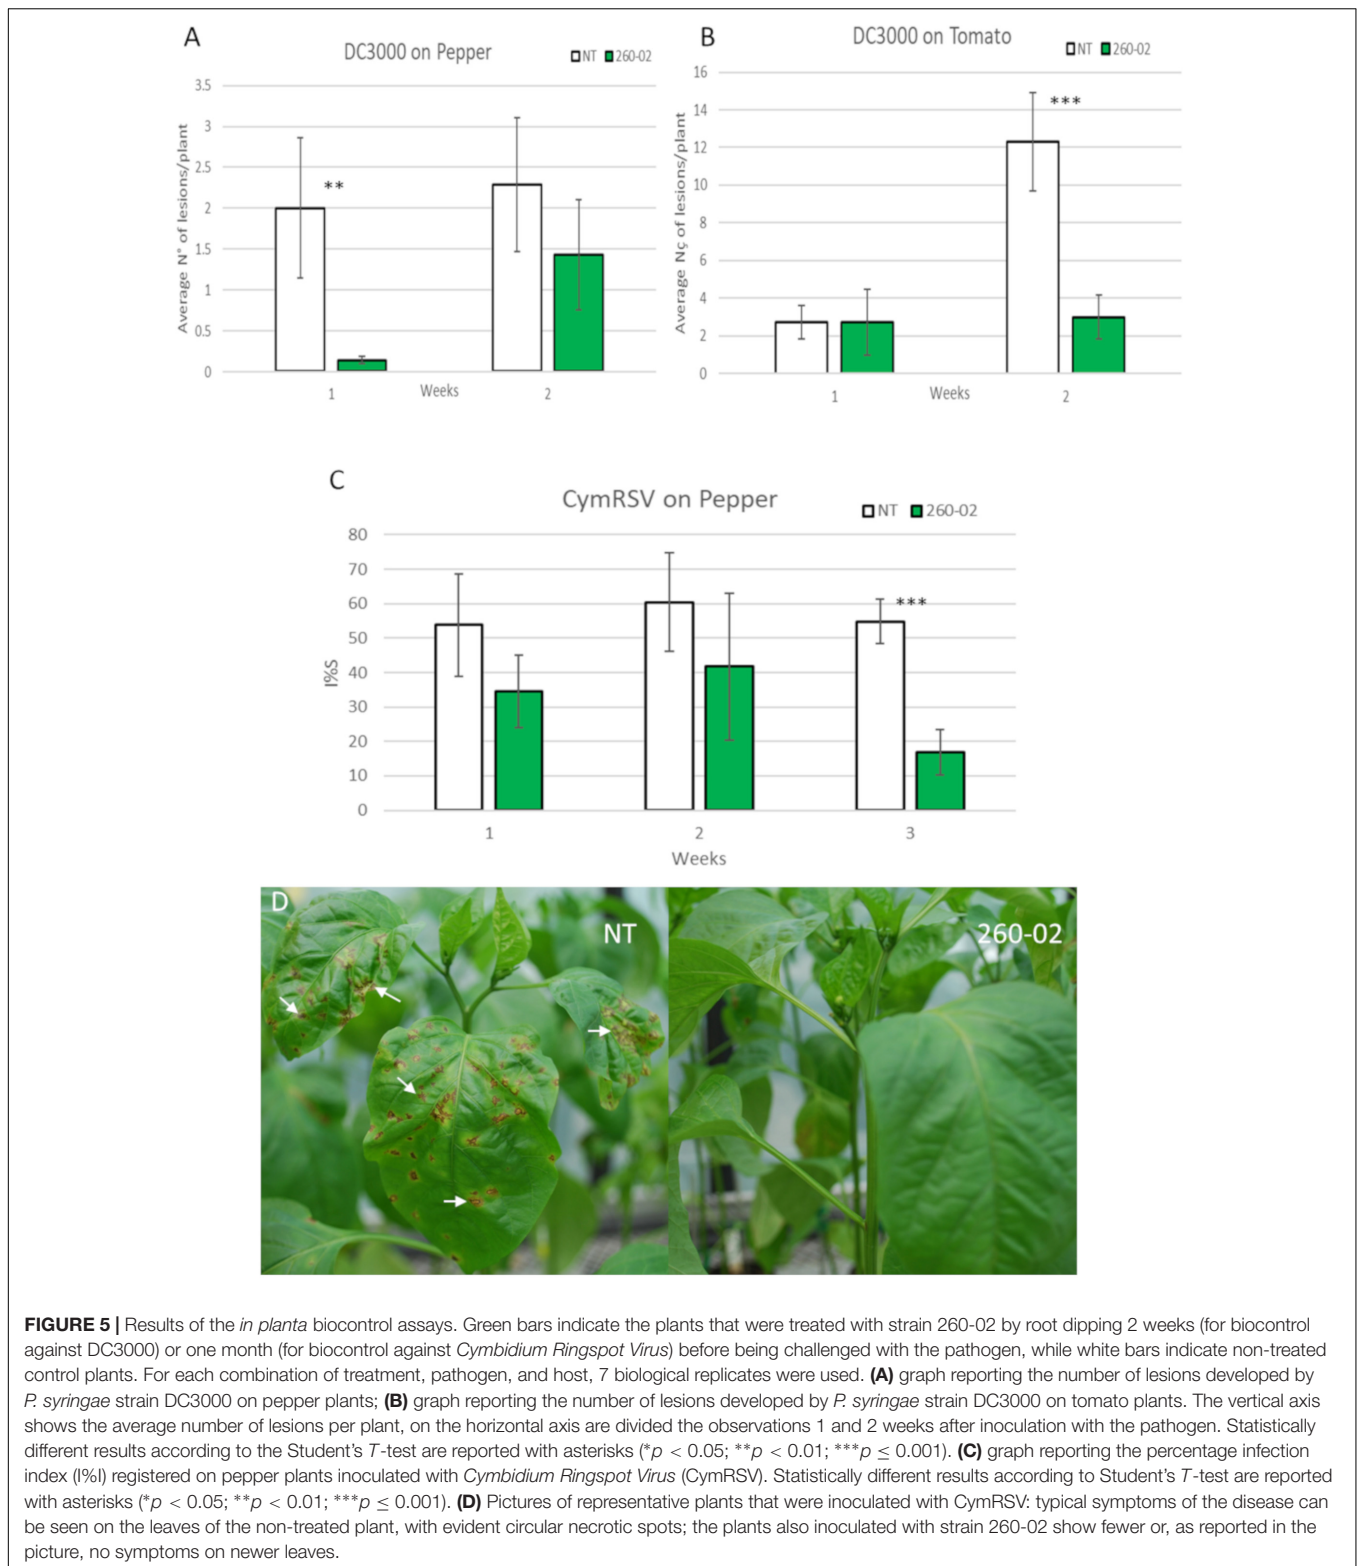 A
DC3000 on Pepper
NT 260-02
Average N° of lesions/plant
3.5
3
2.5
2
1.5
1
0.5
0
**
1 Weeks 2
B
DC3000 on Tomato
NT 260-02
Average Nç of lesions/plant
16
14
12
10
8
6
4
2
0
***
1 Weeks 2
C
CymRSV on Pepper
NT 260-02
I%S
80
70
60
50
40
30
20
10
0
***
1 2 3
Weeks
D
NT
260-02
FIGURE 5 | Results of the in planta biocontrol assays. Green bars indicate the plants that were treated with strain 260-02 by root dipping 2 weeks (for biocontrol
against DC3000) or one month (for biocontrol against Cymbidium Ringspot Virus) before being challenged with the pathogen, while white bars indicate non-treated
control plants. For each combination of treatment, pathogen, and host, 7 biological replicates were used. (A) graph reporting the number of lesions developed by
P. syringae strain DC3000 on pepper plants; (B) graph reporting the number of lesions developed by P. syringae strain DC3000 on tomato plants. The vertical axis
shows the average number of lesions per plant, on the horizontal axis are divided the observations 1 and 2 weeks after inoculation with the pathogen. Statistically
different results according to the Student's T-test are reported with asterisks (*p < 0.05; **p < 0.01; ***p ≤ 0.001). (C) graph reporting the percentage infection
index (I%I) registered on pepper plants inoculated with Cymbidium Ringspot Virus (CymRSV). Statistically different results according to Student's T-test are reported
with asterisks (*p < 0.05; **p < 0.01; ***p ≤ 0.001). (D) Pictures of representative plants that were inoculated with CymRSV: typical symptoms of the disease can
be seen on the leaves of the non-treated plant, with evident circular necrotic spots; the plants also inoculated with strain 260-02 show fewer or, as reported in the
picture, no symptoms on newer leaves.